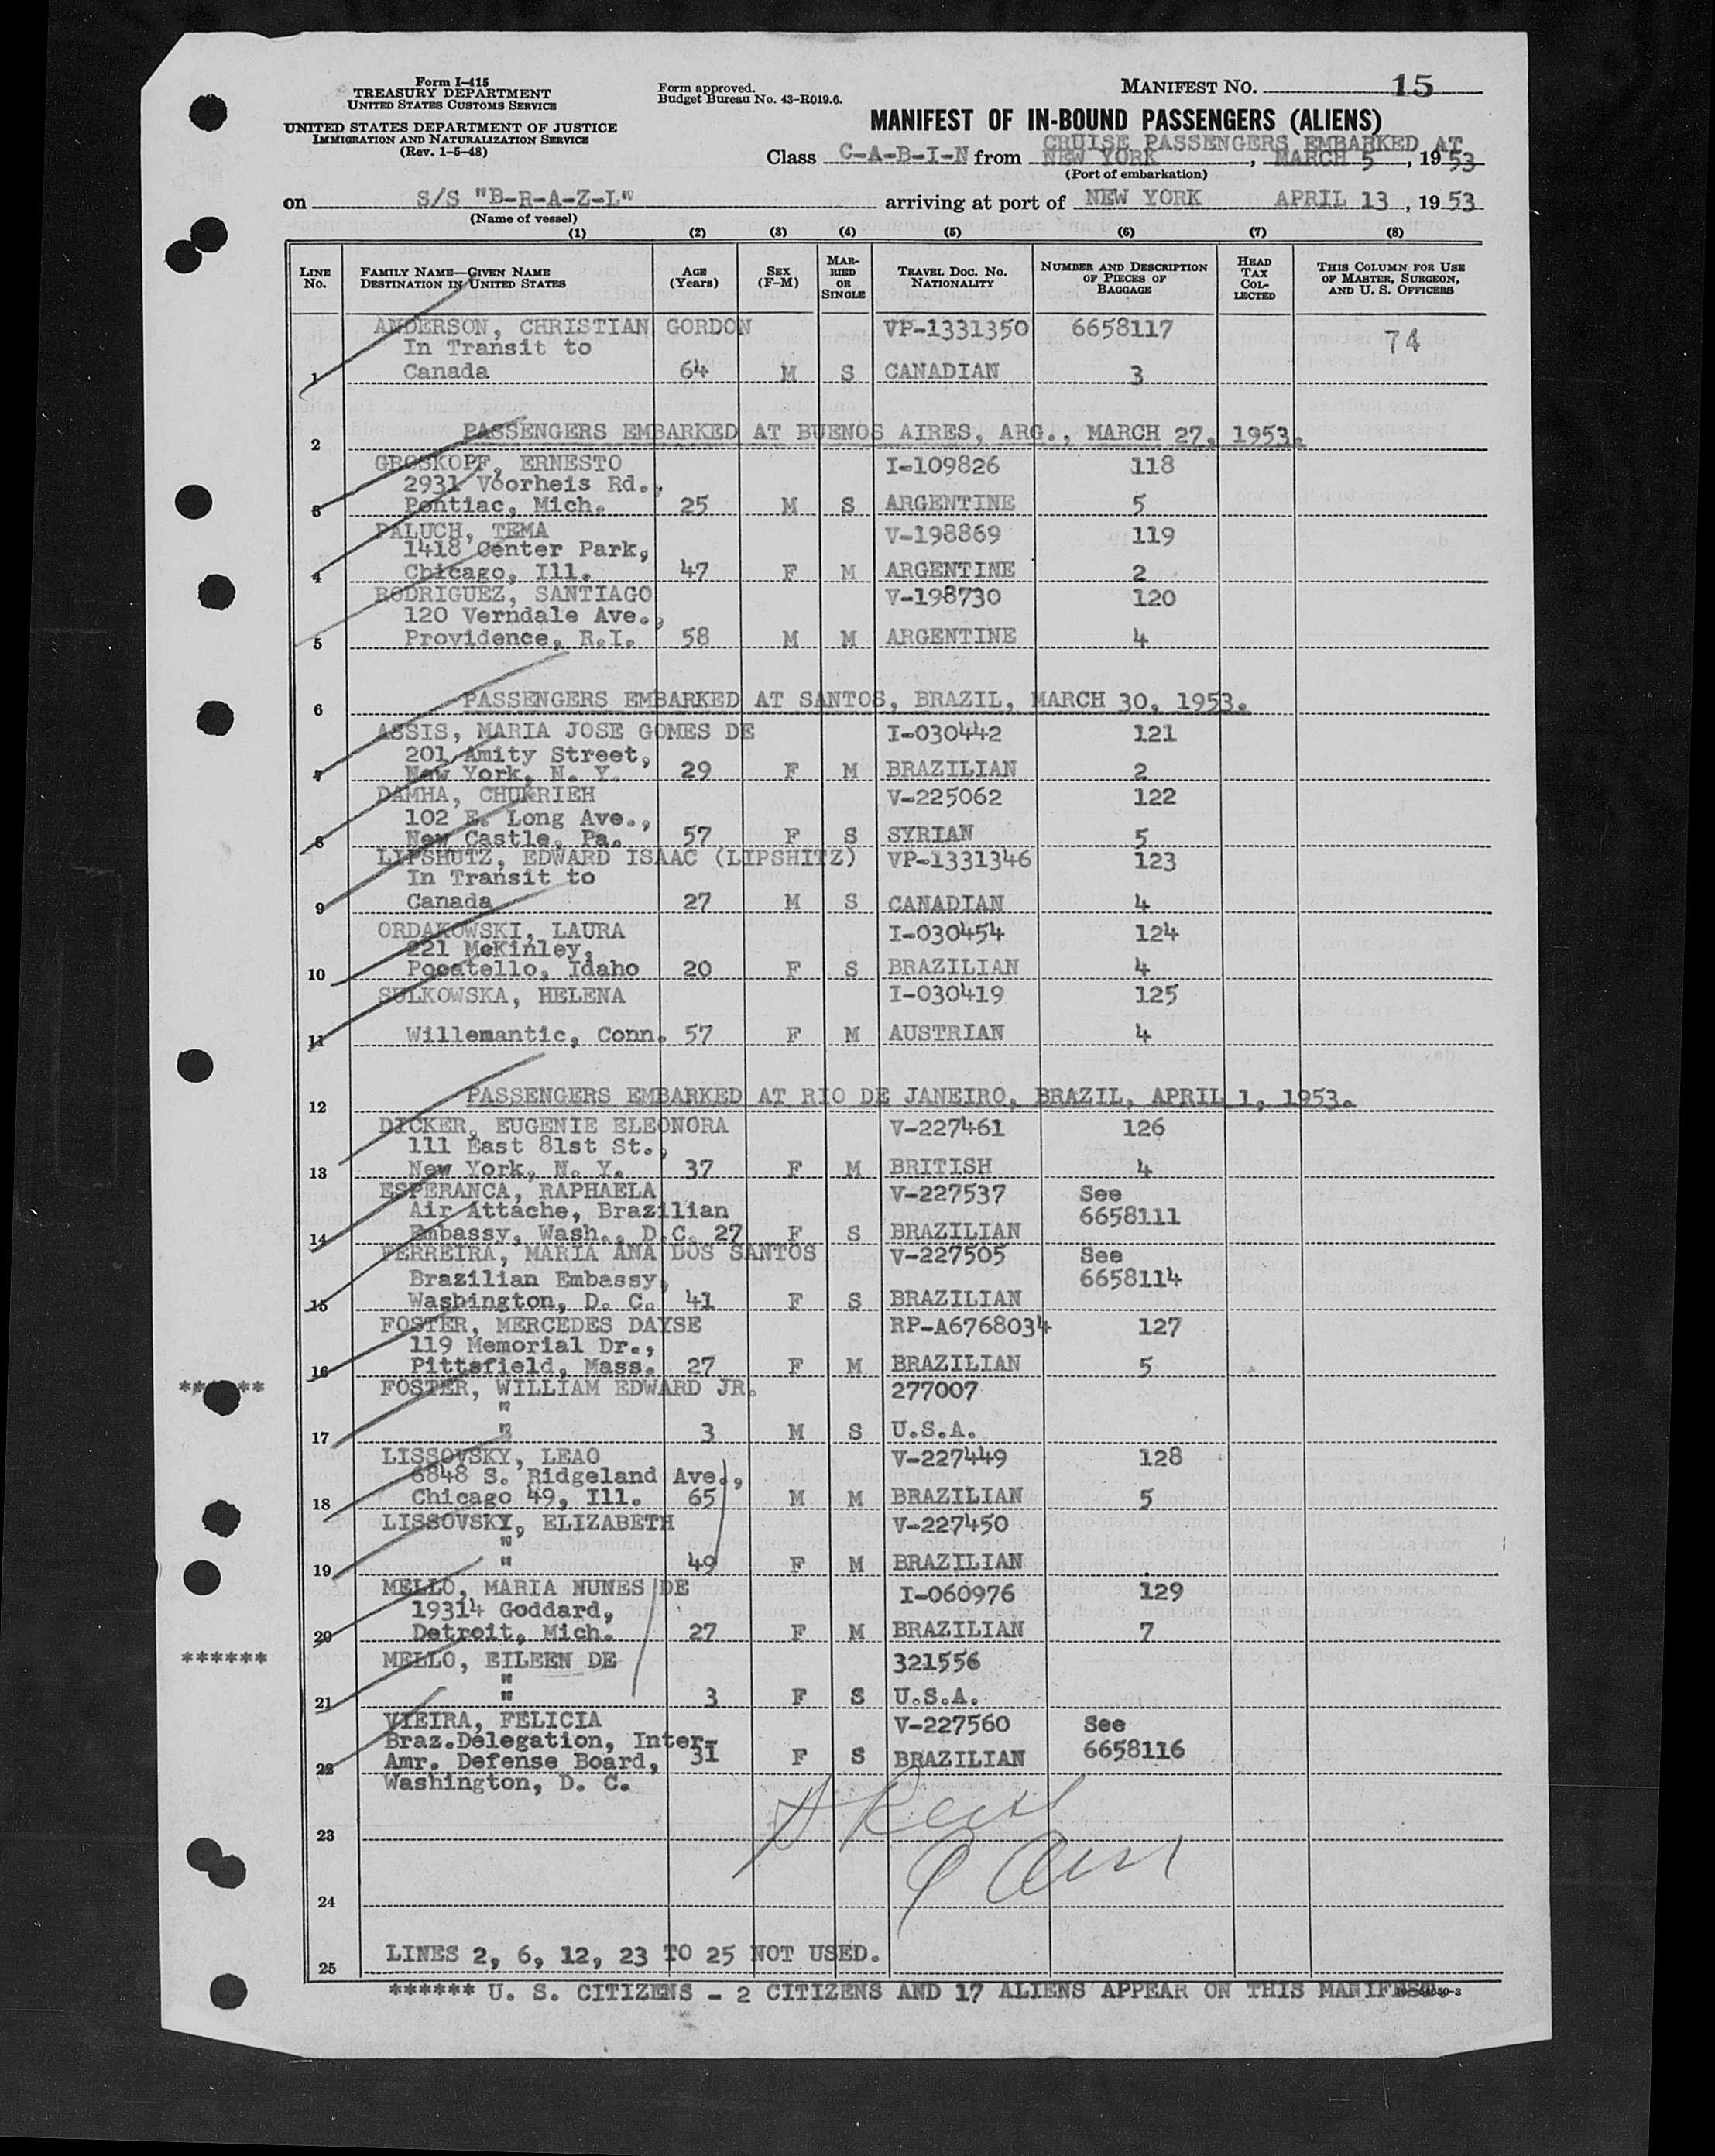 Form I-415
TREASURY DEPARTMENT
UNITED STATES CUSTOMS SERVICE
UNITED STATES DEPARTMENT OF JUSTICE
IMMIGRATION AND NATURALIZATION SERVICE
(Rev. 1-5-48)
Form approved.
Budget Bureau No. 43-R019.6.
MANIFEST NO. 15
MANIFEST OF IN-BOUND PASSENGERS (ALIENS)
CRUISE PASSENGERS EMBARKED AT
Class C-A-B-I-N from NEW YORK, MARCH 5, 1953
(Port of embarkation)
on S/S "B-R-A-Z-L" arriving at port of NEW YORK APRIL 13, 1953
(Name of vessel)
(1) (2) (3) (4) (5) (6) (7) (8)
LINE No. FAMILY NAME—GIVEN NAME DESTINATION IN UNITED STATES AGE (Years) SEX (F-M) MARRIED OR SINGLE TRAVEL DOC. NO. NATIONALITY NUMBER AND DESCRIPTION OF PIECES OF BAGGAGE HEAD TAX COLLECTED THIS COLUMN FOR USE OF MASTER, SURGEON, AND U. S. OFFICERS
ANDERSON, CHRISTIAN GORDON VP-1331350 6658117 74
In Transit to
1 Canada 64 M S CANADIAN 3
2 PASSENGERS EMBARKED AT BUENOS AIRES, ARG., MARCH 27, 1953.
GROSKOPF, ERNESTO I-109826 118
2931 Voorheis Rd.,
3 Pontiac, Mich. 25 M S ARGENTINE 5
PALUCH, TEMA V-198869 119
1418 Center Park,
4 Chicago, Ill. 47 F M ARGENTINE 2
RODRIGUEZ, SANTIAGO V-198730 120
120 Verndale Ave.,
5 Providence, R.I. 58 M M ARGENTINE 4
6 PASSENGERS EMBARKED AT SANTOS, BRAZIL, MARCH 30, 1953.
ASSIS, MARIA JOSE GOMES DE I-030442 121
201 Amity Street,
7 New York, N. Y. 29 F M BRAZILIAN 2
DAMHA, CHUKRIEH V-225062 122
102 E. Long Ave.,
8 New Castle, Pa. 57 F S SYRIAN 5
LIPSHUTZ, EDWARD ISAAC (LIPSHITZ) VP-1331346 123
In Transit to
9 Canada 27 M S CANADIAN 4
ORDAKOWSKI, LAURA I-030454 124
221 McKinley,
10 Pocatello, Idaho 20 F S BRAZILIAN 4
SULKOWSKA, HELENA I-030419 125
11 Willemantic, Conn. 57 F M AUSTRIAN 4
12 PASSENGERS EMBARKED AT RIO DE JANEIRO, BRAZIL, APRIL 1, 1953.
DICKER, EUGENIE ELEONORA V-227461 126
111 East 81st St.,
13 New York, N. Y. 37 F M BRITISH 4
ESPERANCA, RAPHAELA V-227537 See
Air Attache, Brazilian 6658111
14 Embassy, Wash., D.C. 27 F S BRAZILIAN
FERREIRA, MARIA ANA DOS SANTOS V-227505 See
Brazilian Embassy, 6658114
15 Washington, D. C. 41 F S BRAZILIAN
FOSTER, MERCEDES DAYSE RP-A6768034 127
119 Memorial Dr.,
16 Pittsfield, Mass. 27 F M BRAZILIAN 5
****** FOSTER, WILLIAM EDWARD JR. 277007
"
17 " 3 M S U.S.A.
LISSOVSKY, LEAO V-227449 128
6848 S. Ridgeland Ave.,
18 Chicago 49, Ill. 65 M M BRAZILIAN 5
LISSOVSKY, ELIZABETH V-227450
"
19 " 49 F M BRAZILIAN
MELLO, MARIA NUNES DE I-060976 129
19314 Goddard,
20 Detroit, Mich. 27 F M BRAZILIAN 7
****** MELLO, EILEEN DE 321556
"
21 " 3 F S U.S.A.
VIEIRA, FELICIA V-227560 See
Braz.Delegation, Inter- 6658116
22 Amr. Defense Board, 31 F S BRAZILIAN
Washington, D. C.
23
24
25 LINES 2, 6, 12, 23 TO 25 NOT USED.
****** U. S. CITIZENS - 2 CITIZENS AND 17 ALIENS APPEAR ON THIS MANIFEST.